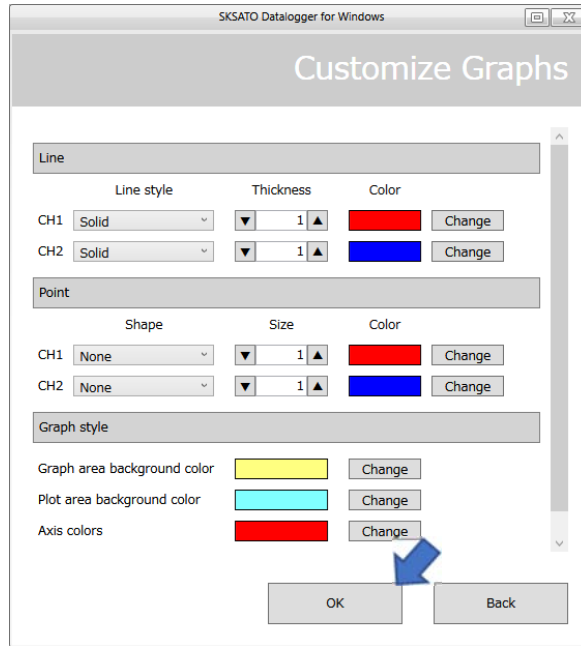 SKSATO Datalogger for Windows
Customize Graphs
Line
Line style Thickness Color
CH1 Solid 1 Change
CH2 Solid 1 Change
Point
Shape Size Color
CH1 None 1 Change
CH2 None 1 Change
Graph style
Graph area background color Change
Plot area background color Change
Axis colors Change
OK Back